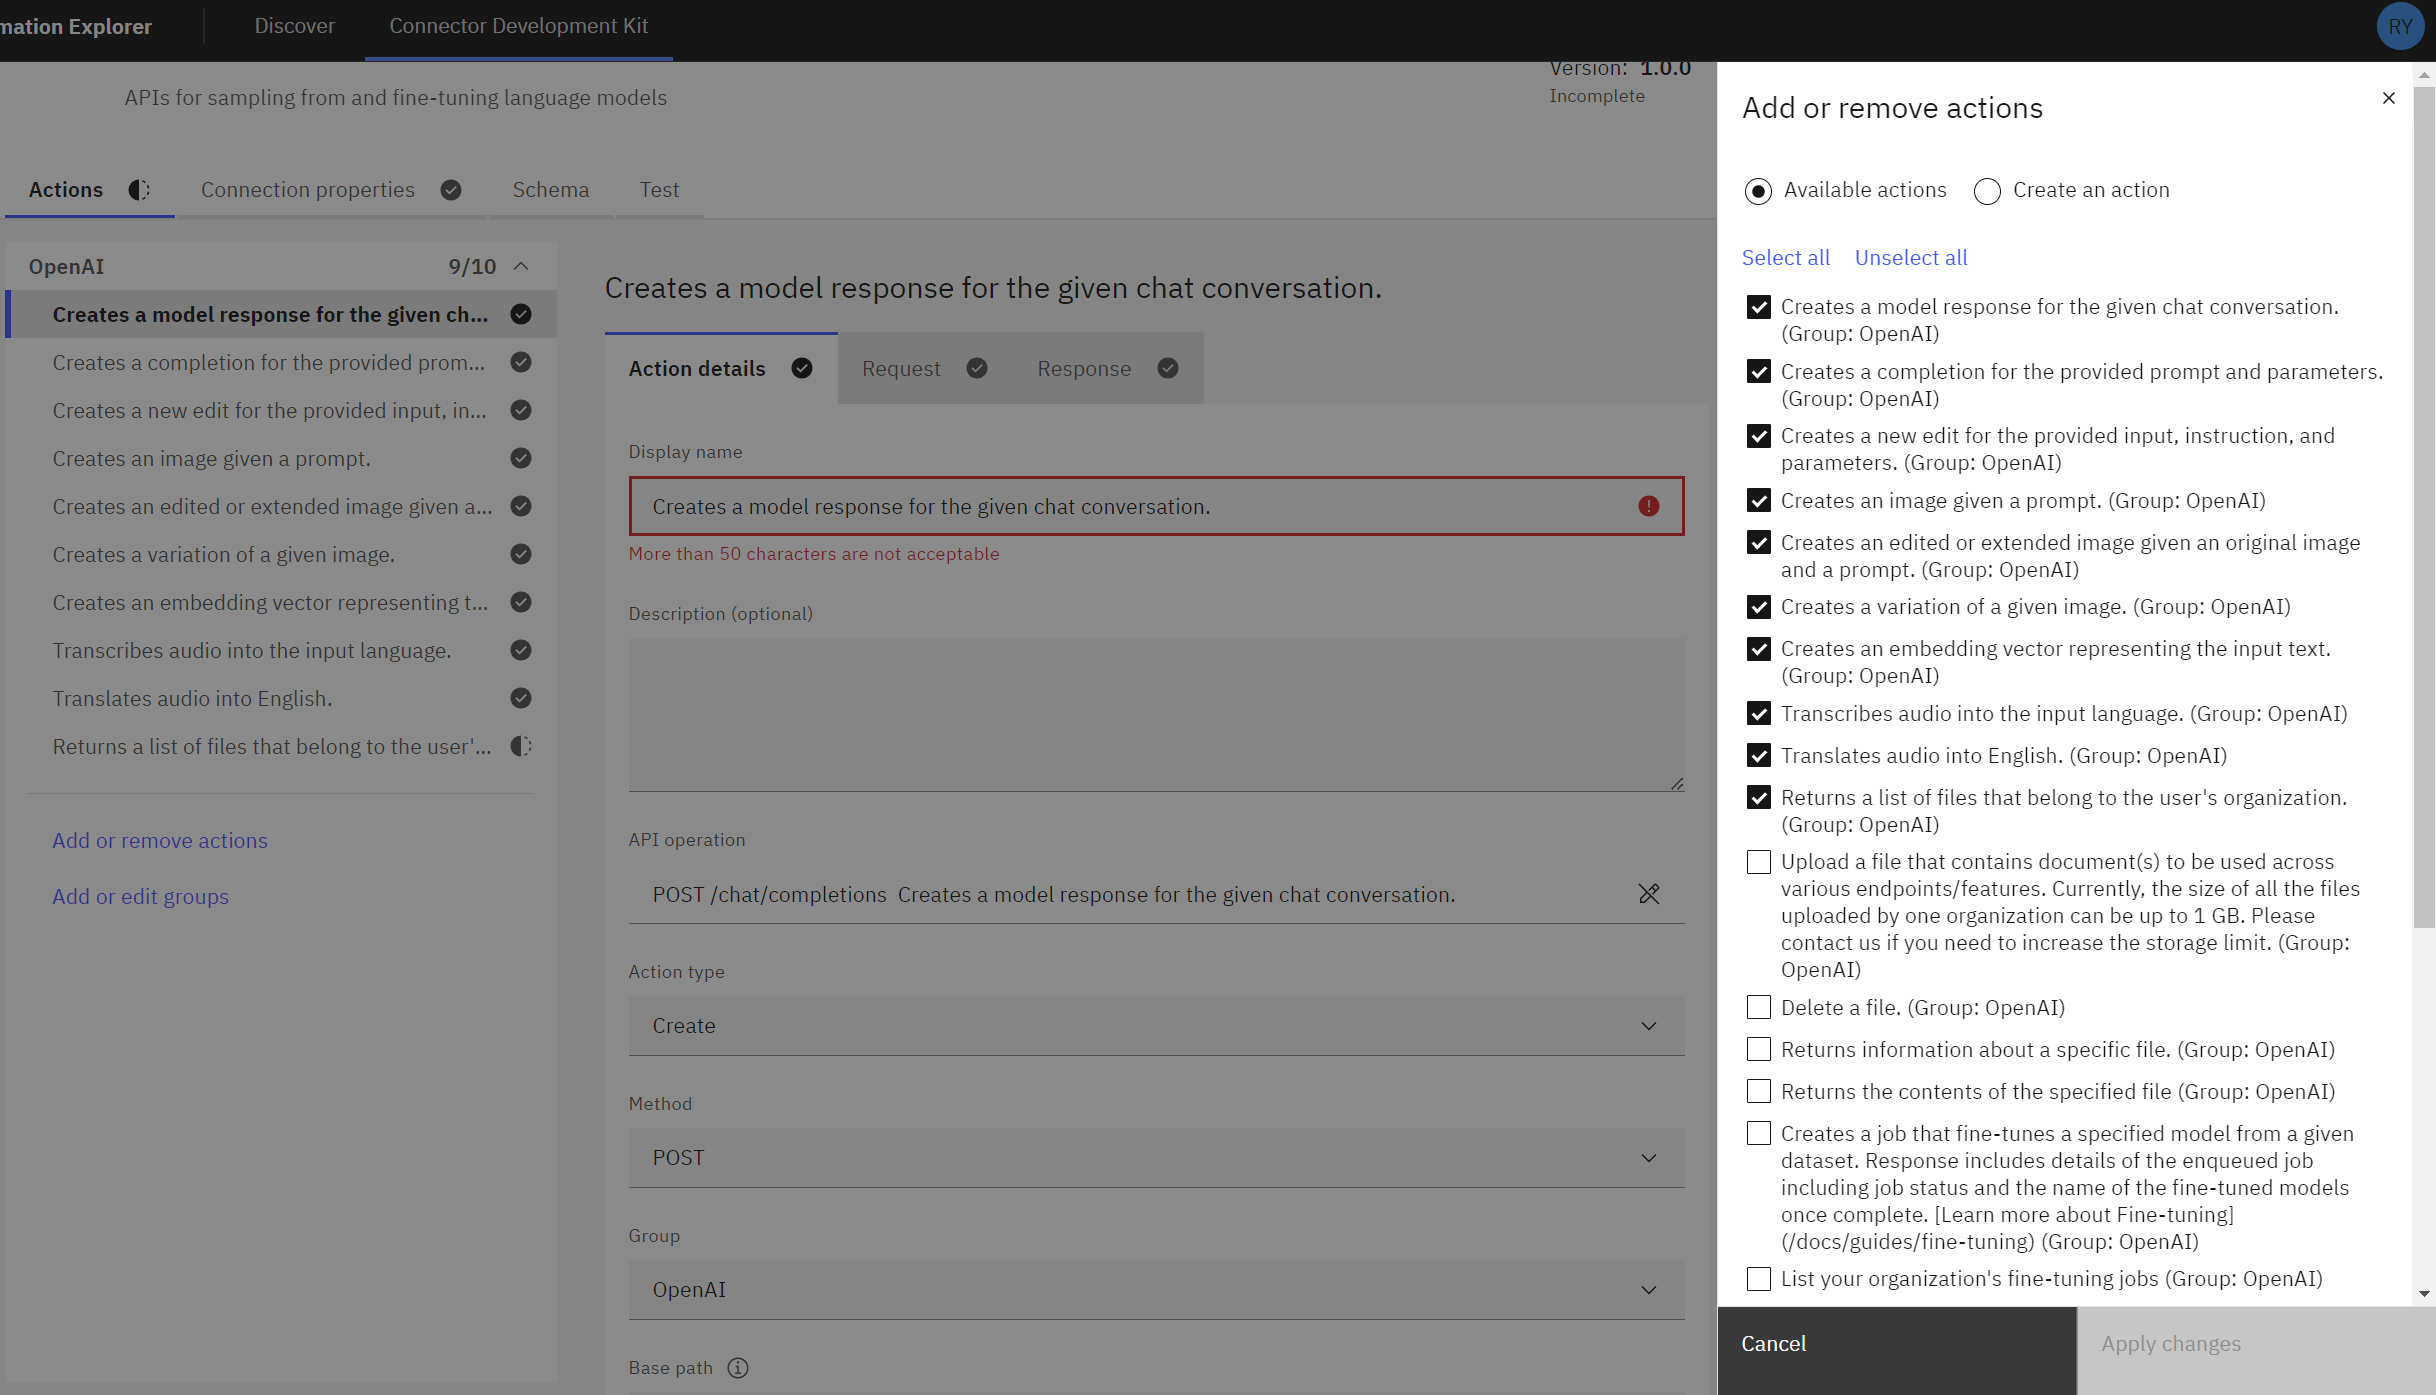 mation Explorer
Discover
Connector Development Kit
RY
APIs for sampling from and fine-tuning language models
Version: 1.0.0
Incomplete
Actions
Connection properties
Schema
Test
OpenAI
9/10
Creates a model response for the given ch...
Creates a completion for the provided prom...
Creates a new edit for the provided input, in...
Creates an image given a prompt.
Creates an edited or extended image given a...
Creates a variation of a given image.
Creates an embedding vector representing t...
Transcribes audio into the input language.
Translates audio into English.
Returns a list of files that belong to the user'...
Add or remove actions
Add or edit groups
Creates a model response for the given chat conversation.
Action details
Request
Response
Display name
Creates a model response for the given chat conversation.
More than 50 characters are not acceptable
Description (optional)
API operation
POST /chat/completions  Creates a model response for the given chat conversation.
Action type
Create
Method
POST
Group
OpenAI
Base path
Add or remove actions
Available actions
Create an action
Select all
Unselect all
Creates a model response for the given chat conversation.
(Group: OpenAI)
Creates a completion for the provided prompt and parameters.
(Group: OpenAI)
Creates a new edit for the provided input, instruction, and
parameters. (Group: OpenAI)
Creates an image given a prompt. (Group: OpenAI)
Creates an edited or extended image given an original image
and a prompt. (Group: OpenAI)
Creates a variation of a given image. (Group: OpenAI)
Creates an embedding vector representing the input text.
(Group: OpenAI)
Transcribes audio into the input language. (Group: OpenAI)
Translates audio into English. (Group: OpenAI)
Returns a list of files that belong to the user's organization.
(Group: OpenAI)
Upload a file that contains document(s) to be used across
various endpoints/features. Currently, the size of all the files
uploaded by one organization can be up to 1 GB. Please
contact us if you need to increase the storage limit. (Group:
OpenAI)
Delete a file. (Group: OpenAI)
Returns information about a specific file. (Group: OpenAI)
Returns the contents of the specified file (Group: OpenAI)
Creates a job that fine-tunes a specified model from a given
dataset. Response includes details of the enqueued job
including job status and the name of the fine-tuned models
once complete. [Learn more about Fine-tuning]
(/docs/guides/fine-tuning) (Group: OpenAI)
List your organization's fine-tuning jobs (Group: OpenAI)
Cancel
Apply changes